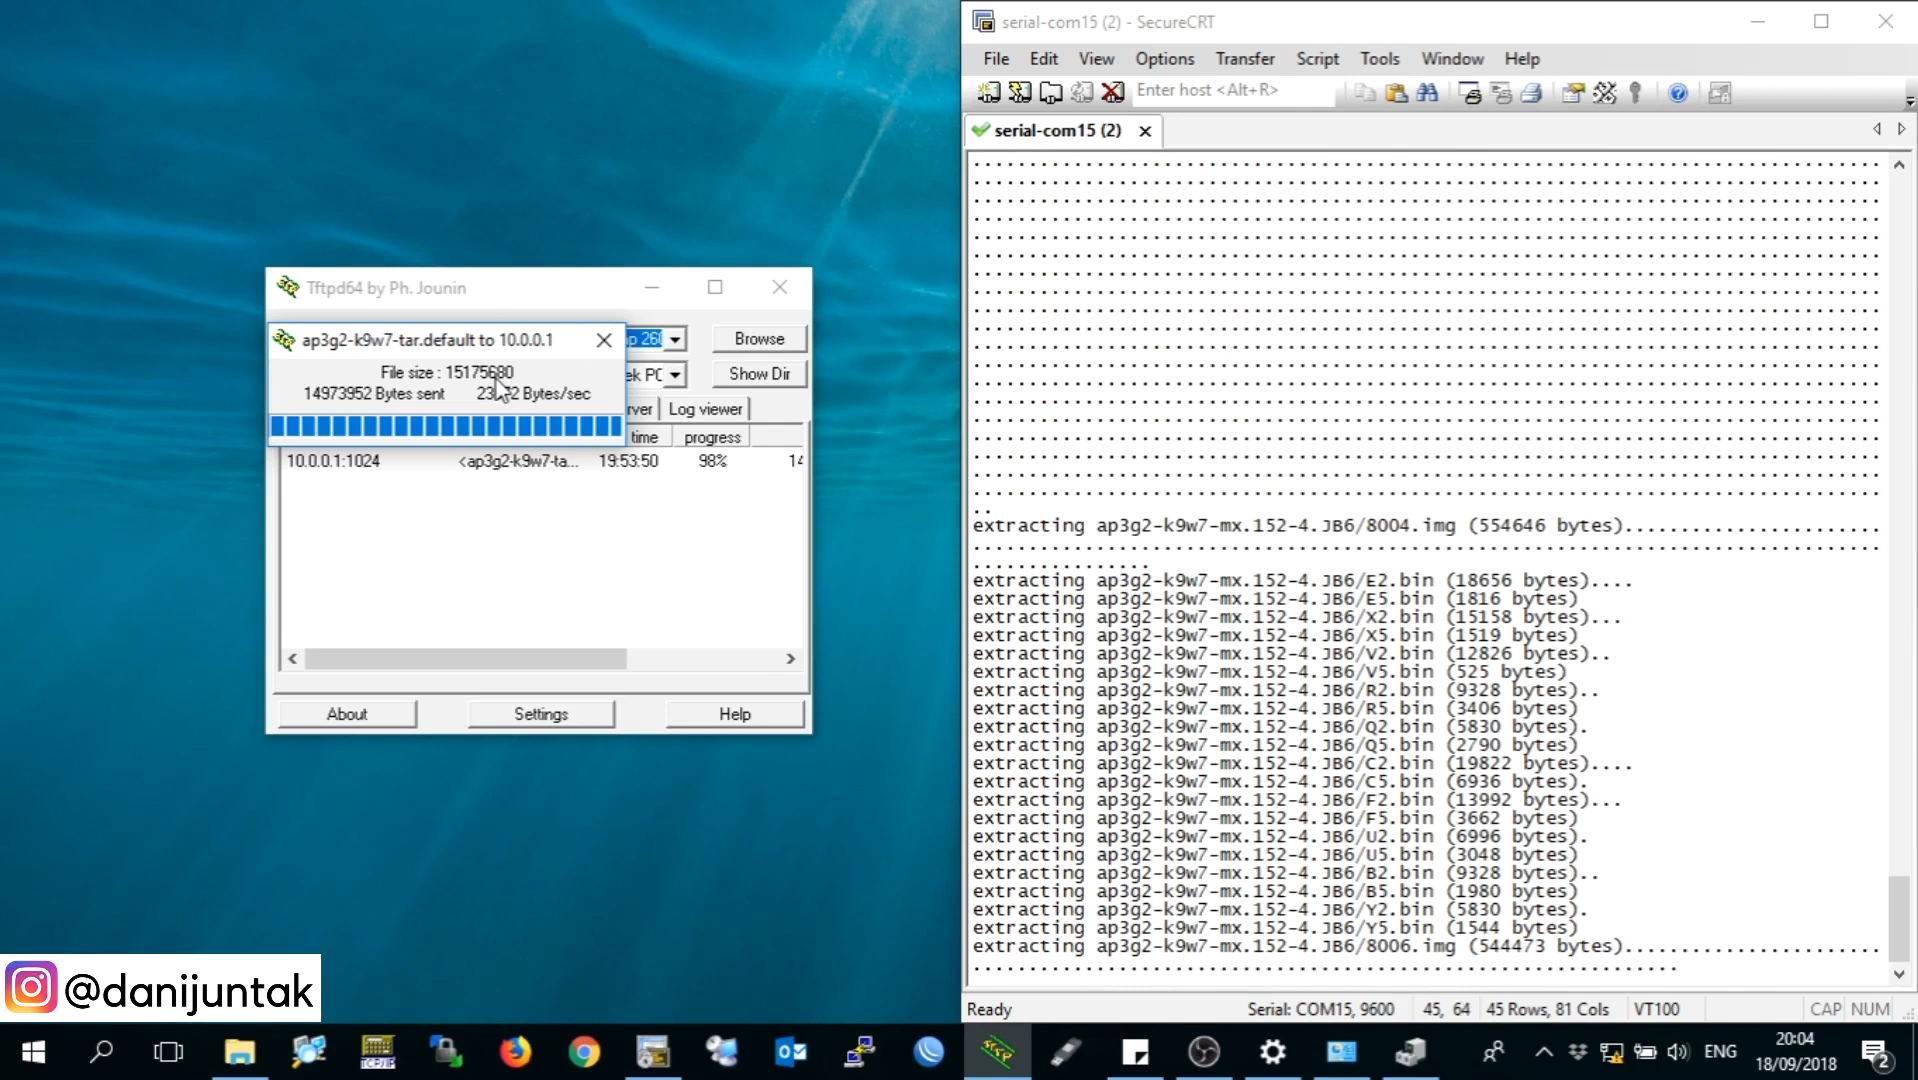 Tftpd64 by Ph. Jounin
Browse
ap3g2-k9w7-tar.default to 10.0.0.1
File size : 15175680
14973952 Bytes sent
Bytes/sec
Show Dir
Log viewer
time
progress
10.0.0.1:1024
<ap3g2-k9w7-ta...
19:53:50
98%
14
About
Settings
Help
@danijuntak
serial-com15 (2) - SecureCRT
File Edit View Options Transfer Script Tools Window Help
Enter host <Alt+R>
serial-com15 (2)
extracting ap3g2-k9w7-mx.152-4.JB6/8004.img (554646 bytes)..........................
extracting ap3g2-k9w7-mx.152-4.JB6/E2.bin (18656 bytes)....
extracting ap3g2-k9w7-mx.152-4.JB6/E5.bin (1816 bytes)
extracting ap3g2-k9w7-mx.152-4.JB6/X2.bin (15158 bytes)...
extracting ap3g2-k9w7-mx.152-4.JB6/X5.bin (1519 bytes)
extracting ap3g2-k9w7-mx.152-4.JB6/V2.bin (12826 bytes)..
extracting ap3g2-k9w7-mx.152-4.JB6/V5.bin (525 bytes)
extracting ap3g2-k9w7-mx.152-4.JB6/R2.bin (9328 bytes)..
extracting ap3g2-k9w7-mx.152-4.JB6/R5.bin (3406 bytes)
extracting ap3g2-k9w7-mx.152-4.JB6/Q2.bin (5830 bytes).
extracting ap3g2-k9w7-mx.152-4.JB6/Q5.bin (2790 bytes)
extracting ap3g2-k9w7-mx.152-4.JB6/C2.bin (19822 bytes)....
extracting ap3g2-k9w7-mx.152-4.JB6/C5.bin (6936 bytes).
extracting ap3g2-k9w7-mx.152-4.JB6/F2.bin (13992 bytes)...
extracting ap3g2-k9w7-mx.152-4.JB6/F5.bin (3662 bytes)
extracting ap3g2-k9w7-mx.152-4.JB6/U2.bin (6996 bytes).
extracting ap3g2-k9w7-mx.152-4.JB6/U5.bin (3048 bytes)
extracting ap3g2-k9w7-mx.152-4.JB6/B2.bin (9328 bytes)..
extracting ap3g2-k9w7-mx.152-4.JB6/B5.bin (1980 bytes)
extracting ap3g2-k9w7-mx.152-4.JB6/Y2.bin (5830 bytes).
extracting ap3g2-k9w7-mx.152-4.JB6/Y5.bin (1544 bytes)
extracting ap3g2-k9w7-mx.152-4.JB6/8006.img (544473 bytes)..........................
Ready
Serial: COM15, 9600
45, 64
45 Rows, 81 Cols
VT100
CAP NUM
ENG
20:04
18/09/2018
2